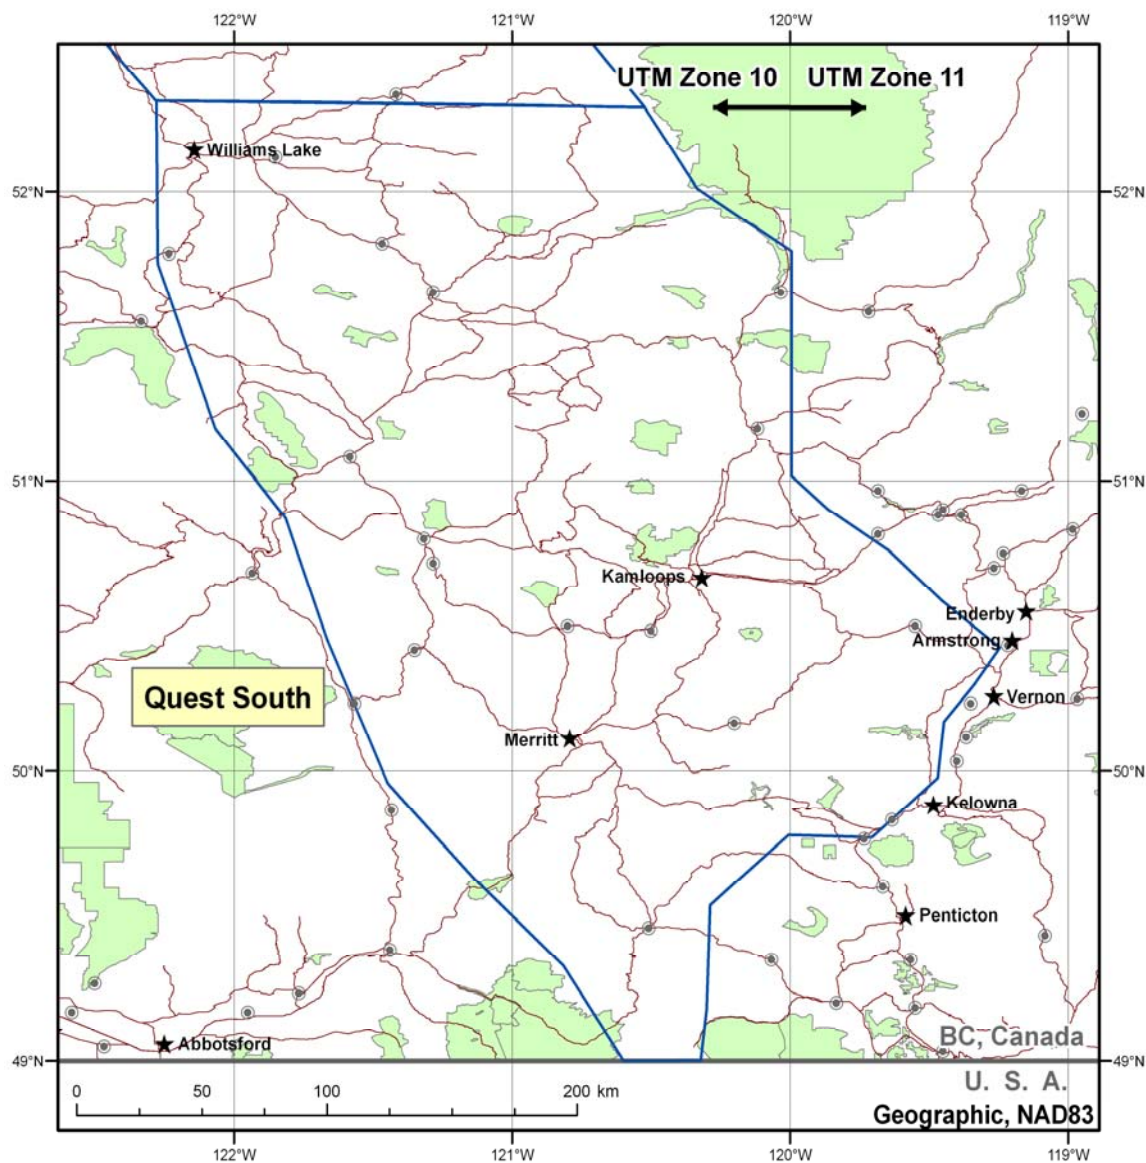 122°W 121°W 120°W 119°W
UTM Zone 10 UTM Zone 11
Williams Lake
52°N 52°N
51°N 51°N
Kamloops
Enderby
Armstrong
Quest South
Vernon
Merritt
50°N 50°N
Kelowna
Penticton
BC, Canada
Abbotsford
49°N 49°N
U. S. A.
0 50 100 200 km
Geographic, NAD83
122°W 121°W 120°W 119°W